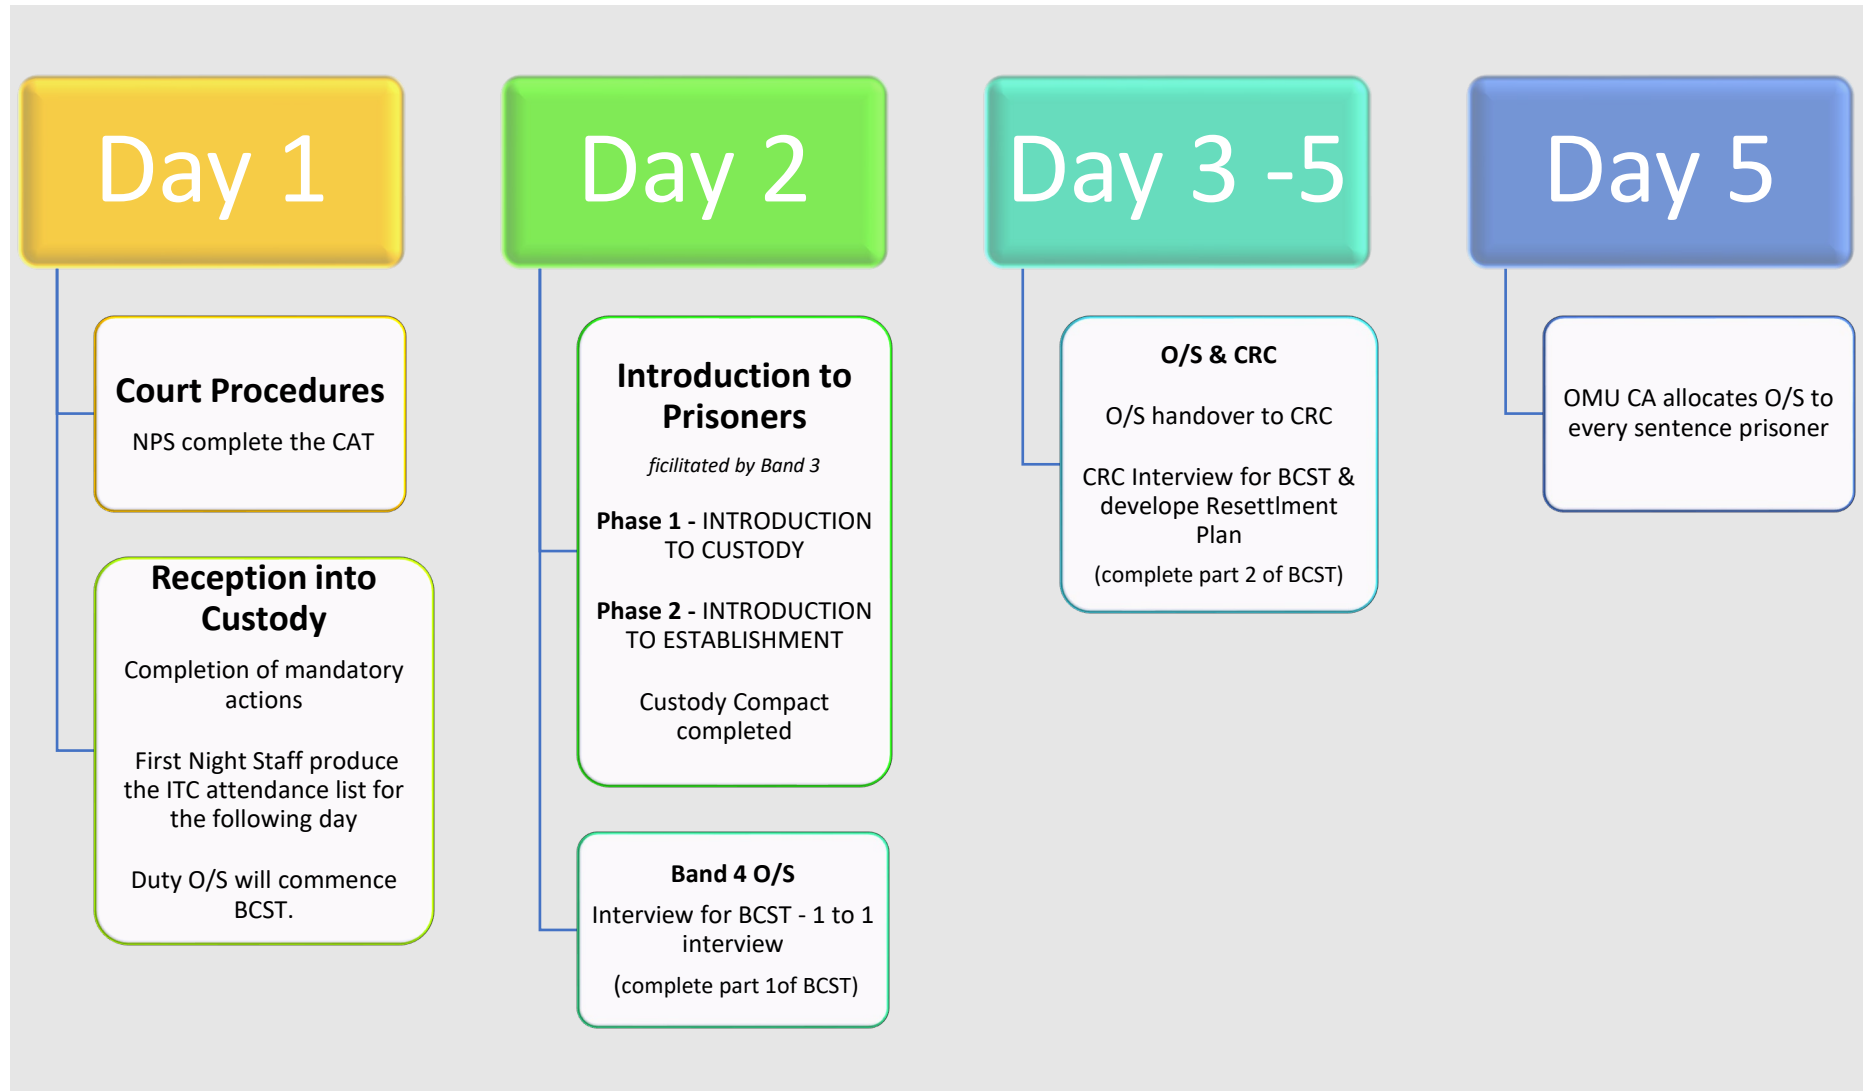 Day 1
Court Procedures
NPS complete the CAT
Reception into
Custody
Completion of mandatory
actions
First Night Staff produce
the ITC attendance list for
the following day
Duty O/S will commence
BCST.
Day 2
Introduction to
Prisoners
ficilitated by Band 3
Phase 1 - INTRODUCTION
TO CUSTODY
Phase 2 - INTRODUCTION
TO ESTABLISHMENT
Custody Compact
completed
Band 4 O/S
Interview for BCST - 1 to 1
interview
(complete part 1of BCST)
Day 3 -5
O/S & CRC
O/S handover to CRC
CRC Interview for BCST &
develope Resettlment
Plan
(complete part 2 of BCST)
Day 5
OMU CA allocates O/S to
every sentence prisoner